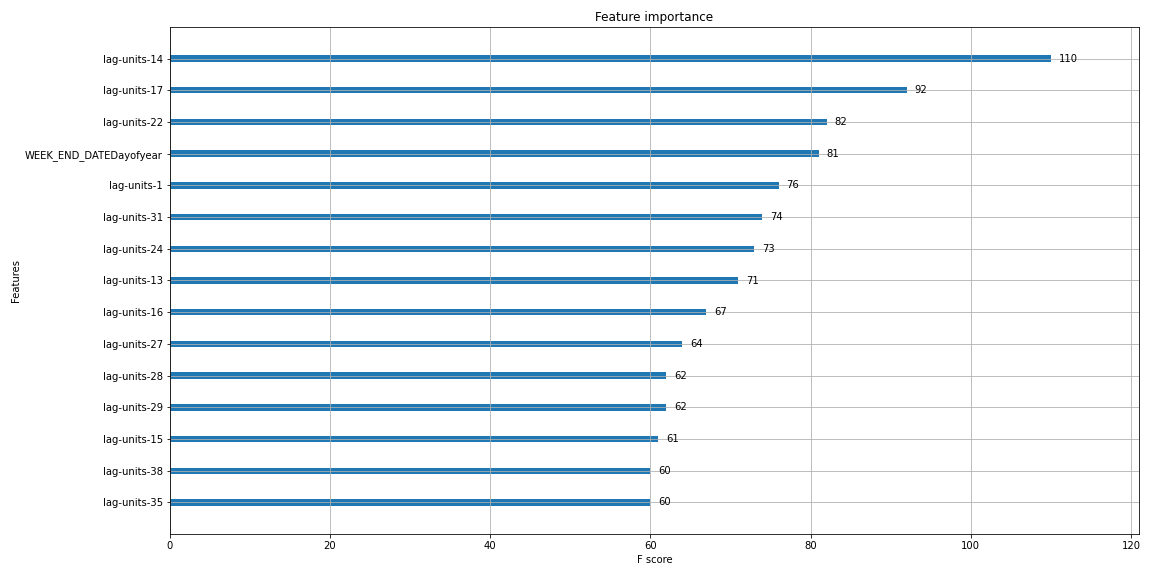 Feature importance
lag-units-14 110
lag-units-17 92
lag-units-22 82
WEEK_END_DATEDayofyear 81
lag-units-1 76
lag-units-31 74
lag-units-24 73
lag-units-13 71
lag-units-16 67
lag-units-27 64
lag-units-28 62
lag-units-29 62
lag-units-15 61
lag-units-38 60
lag-units-35 60
Features
0 20 40 60 80 100 120
F score